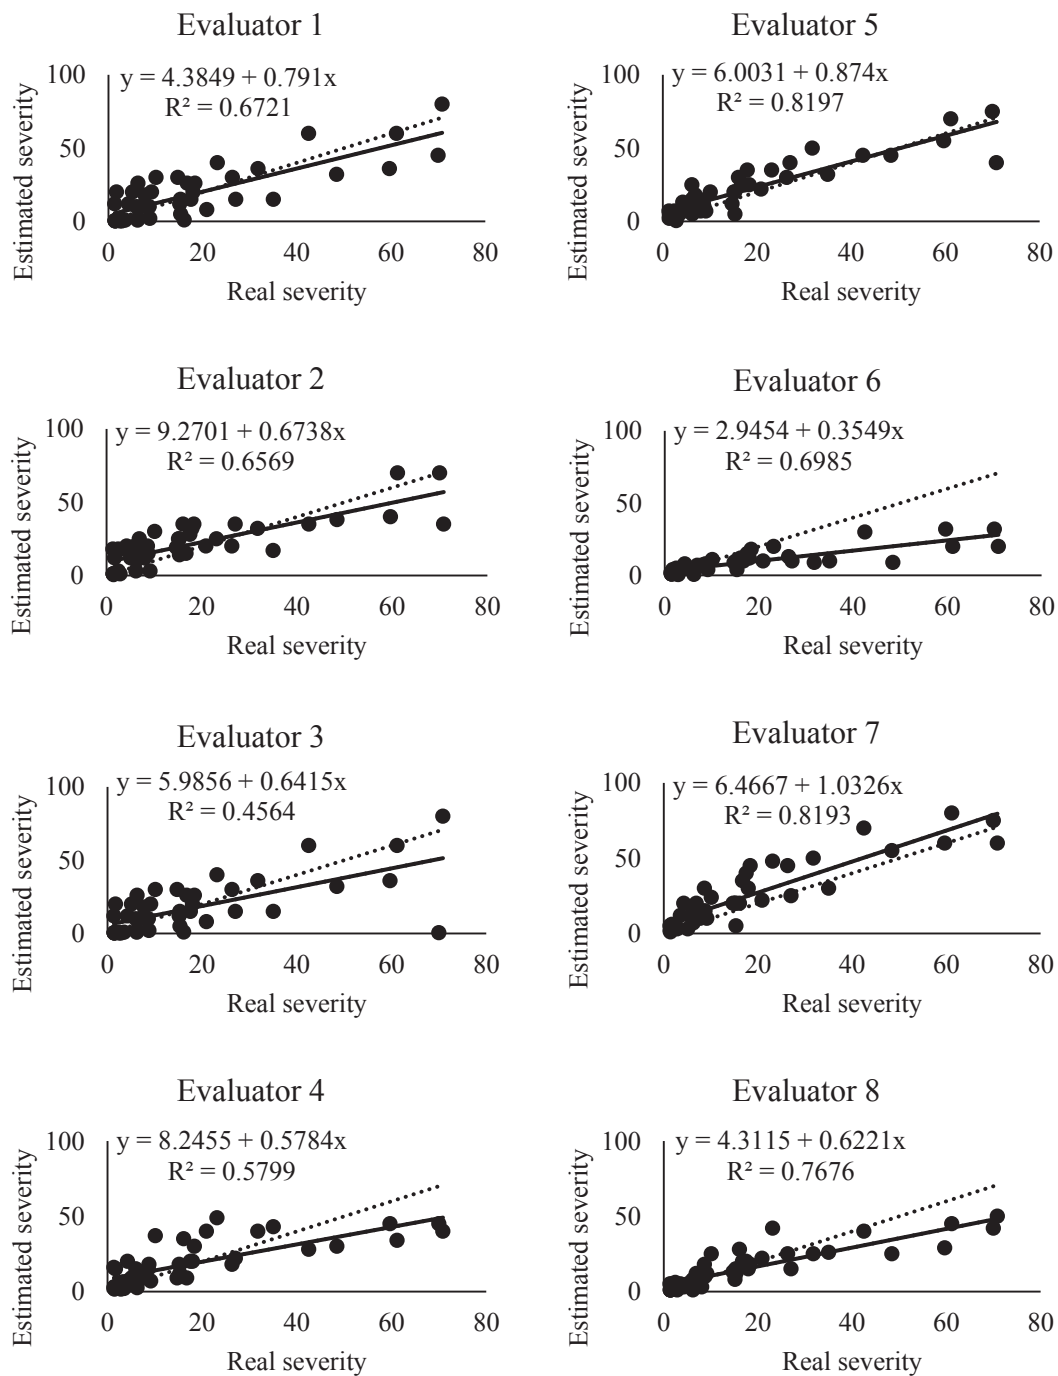 Evaluator 1
y = 4.3849 + 0.791x
R² = 0.6721
Estimated severity
100
50
0
0 20 40 60 80
Real severity
Evaluator 5
y = 6.0031 + 0.874x
R² = 0.8197
Estimated severity
100
50
0
0 20 40 60 80
Real severity
Evaluator 2
y = 9.2701 + 0.6738x
R² = 0.6569
Estimated severity
100
50
0
0 20 40 60 80
Real severity
Evaluator 6
y = 2.9454 + 0.3549x
R² = 0.6985
Estimated severity
100
50
0
0 20 40 60 80
Real severity
Evaluator 3
y = 5.9856 + 0.6415x
R² = 0.4564
Estimated severity
100
50
0
0 20 40 60 80
Real severity
Evaluator 7
y = 6.4667 + 1.0326x
R² = 0.8193
Estimated severity
100
50
0
0 20 40 60 80
Real severity
Evaluator 4
y = 8.2455 + 0.5784x
R² = 0.5799
Estimated severity
100
50
0
0 20 40 60 80
Real severity
Evaluator 8
y = 4.3115 + 0.6221x
R² = 0.7676
Estimated severity
100
50
0
0 20 40 60 80
Real severity